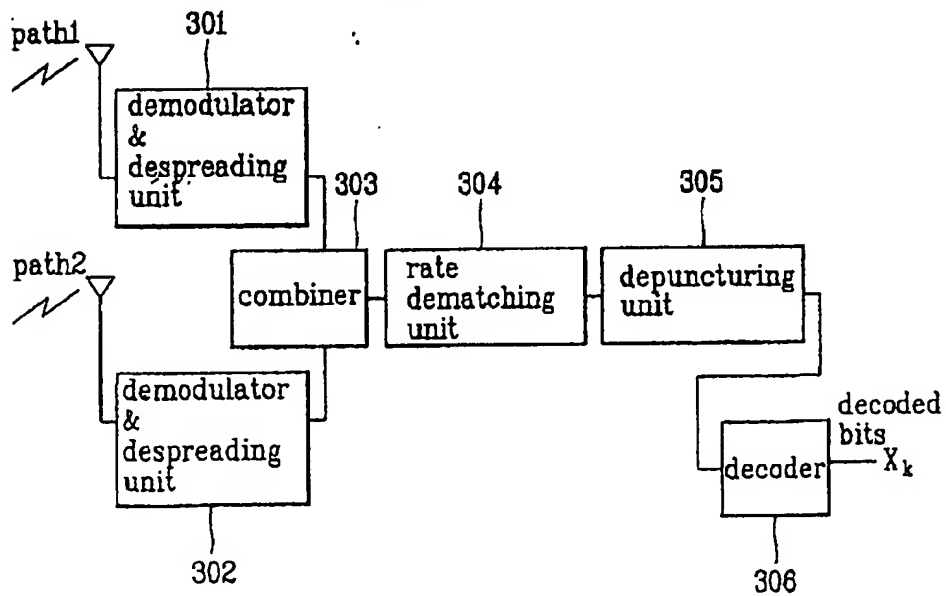 301
path1
demodulator
&
despreading
unit
303
304
305
path2
combiner
rate
dematching
unit
depuncturing
unit
demodulator
&
despreading
unit
302
decoded
bits
decoder
X_k
306